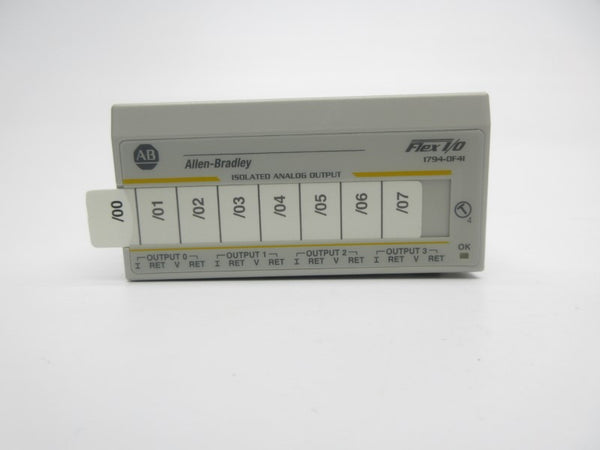 AB Allen-Bradley Flex I/O
1794-OF4I
ISOLATED ANALOG OUTPUT
/00 /01 /02 /03 /04 /05 /06 /07
OUTPUT 0 OUTPUT 1 OUTPUT 2 OUTPUT 3
I RET V RET I RET V RET I RET V RET I RET V RET
OK